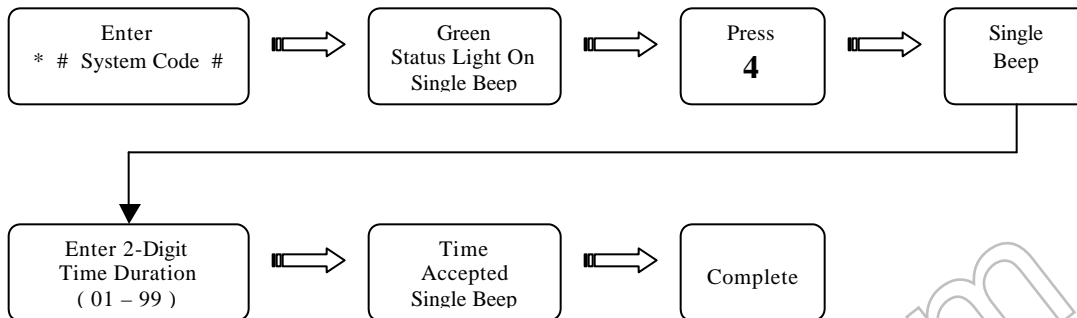 Enter
* # System Code #
Green
Status Light On
Single Beep
Press
4
Single
Beep
Enter 2-Digit
Time Duration
( 01 – 99 )
Time
Accepted
Single Beep
Complete